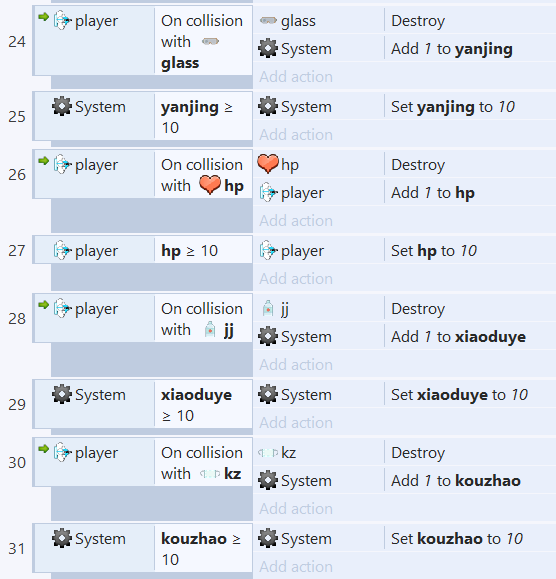 24 player On collision with glass glass Destroy
System Add 1 to yanjing
Add action
25 System yanjing ≥ 10 System Set yanjing to 10
Add action
26 player On collision with hp hp Destroy
player Add 1 to hp
Add action
27 player hp ≥ 10 player Set hp to 10
Add action
28 player On collision with jj jj Destroy
System Add 1 to xiaoduye
Add action
29 System xiaoduye ≥ 10 System Set xiaoduye to 10
Add action
30 player On collision with kz kz Destroy
System Add 1 to kouzhao
Add action
31 System kouzhao ≥ 10 System Set kouzhao to 10